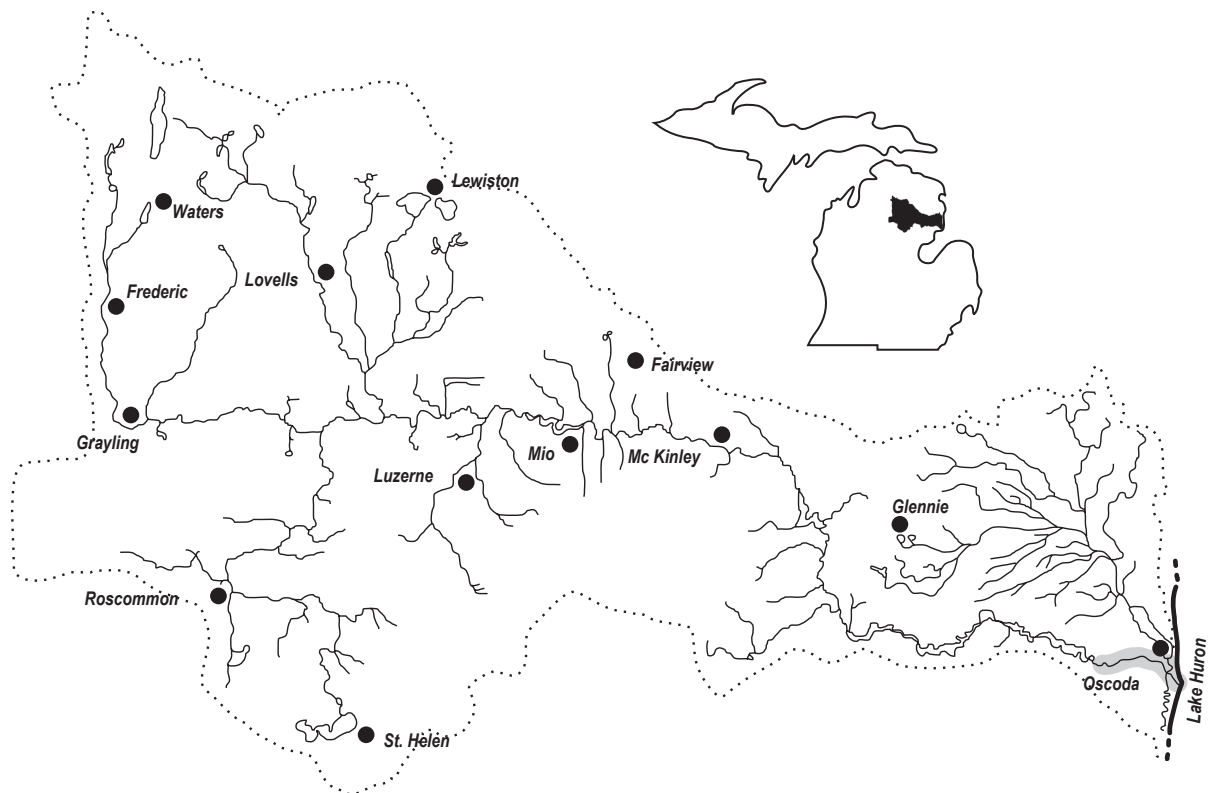 Lewiston
Waters
Lovells
Frederic
Fairview
Grayling
Mio
Mc Kinley
Luzerne
Glennie
Roscommon
Oscoda
Lake Huron
St. Helen